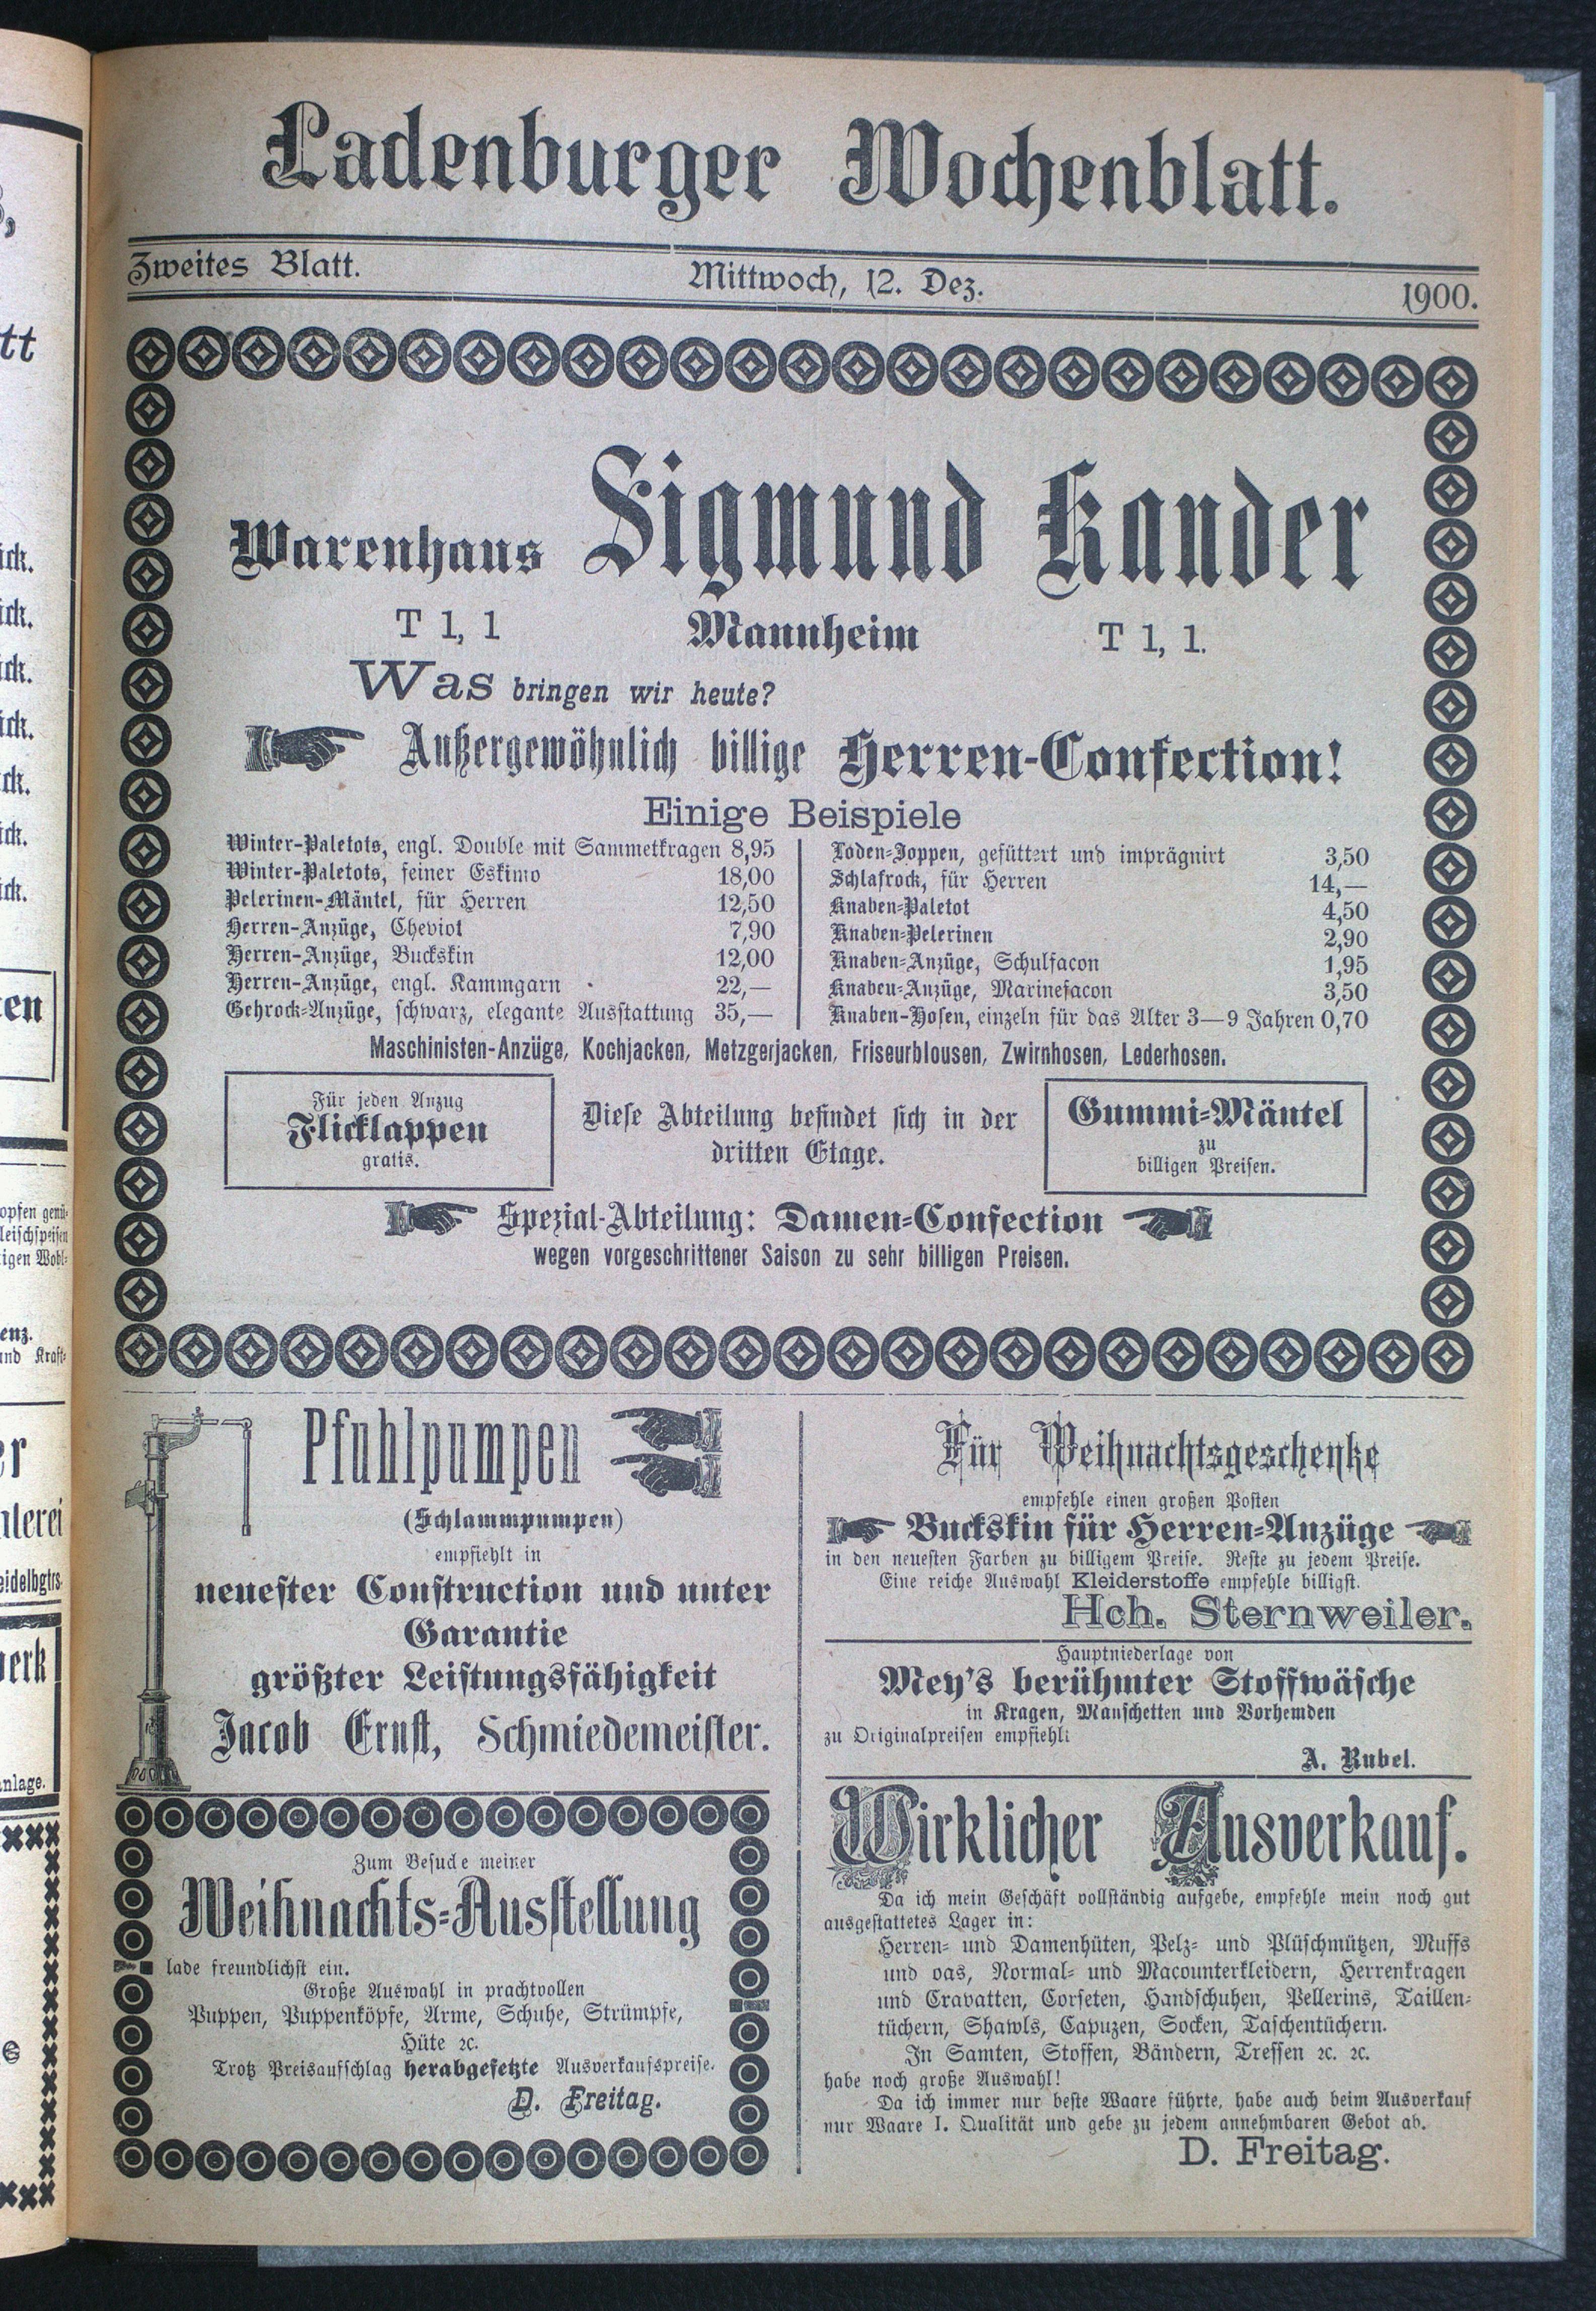 Ladenburger Wochenblatt.
Zweites Blatt. Mittwoch, 12. Dez. 1900.
Warenhaus Sigmund Kander
T 1, 1 Mannheim T 1, 1.
Was bringen wir heute?
Außergewöhnlich billige Herren-Confection!
Einige Beispiele
Winter-Paletots, engl. Double mit Sammetkragen 8,95
Winter-Paletots, feiner Eskimo 18,00
Pelerinen-Mäntel, für Herren 12,50
Herren-Anzüge, Cheviot 7,90
Herren-Anzüge, Buckskin 12,00
Herren-Anzüge, engl. Kammgarn 22,—
Gehrock-Anzüge, schwarz, elegante Ausstattung 35,—
Loden-Joppen, gefüttert und imprägnirt 3,50
Schlafrock, für Herren 14,—
Knaben-Paletot 4,50
Knaben-Pelerinen 2,90
Knaben-Anzüge, Schulfacon 1,95
Knaben-Anzüge, Marinefacon 3,50
Knaben-Hosen, einzeln für das Alter 3—9 Jahren 0,70
Maschinisten-Anzüge, Kochjacken, Metzgerjacken, Friseurblousen, Zwirnhosen, Lederhosen.
Für jeden Anzug
Flicklappen
gratis.
Diese Abteilung befindet sich in der
dritten Etage.
Gummi-Mäntel
zu
billigen Preisen.
Spezial-Abteilung: Damen-Confection
wegen vorgeschrittener Saison zu sehr billigen Preisen.
Pfuhlpumpen
(Schlammpumpen)
empfiehlt in
neuester Construction und unter
Garantie
größter Leistungsfähigkeit
Jacob Ernst, Schmiedemeister.
Zum Besuche meiner
Weihnachts-Ausstellung
lade freundlichst ein.
Große Auswahl in prachtvollen
Puppen, Puppenköpfe, Arme, Schuhe, Strümpfe,
Hüte ꝛc.
Trotz Preisaufschlag herabgesetzte Ausverkaufspreise.
D. Freitag.
Für Weihnachtsgeschenke
empfehle einen großen Posten
Buckskin für Herren-Anzüge
in den neuesten Farben zu billigem Preise. Reste zu jedem Preise.
Eine reiche Auswahl Kleiderstoffe empfehle billigst.
Hch. Sternweiler.
Hauptniederlage von
Mey's berühmter Stoffwäsche
in Kragen, Manschetten und Vorhemden
zu Originalpreisen empfiehlt
A. Rubel.
Wirklicher Ausverkauf.
Da ich mein Geschäft vollständig aufgebe, empfehle mein noch gut
ausgestattetes Lager in:
Herren- und Damenhüten, Pelz- und Plüschmützen, Muffs
und oas, Normal- und Macounterkleidern, Herrenkragen
und Cravatten, Corseten, Handschuhen, Pellerins, Taillen-
tüchern, Shawls, Capuzen, Socken, Taschentüchern.
In Samten, Stoffen, Bändern, Tressen ꝛc. ꝛc.
habe noch große Auswahl!
Da ich immer nur beste Waare führte, habe auch beim Ausverkauf
nur Waare I. Qualität und gebe zu jedem annehmbaren Gebot ab.
D. Freitag.